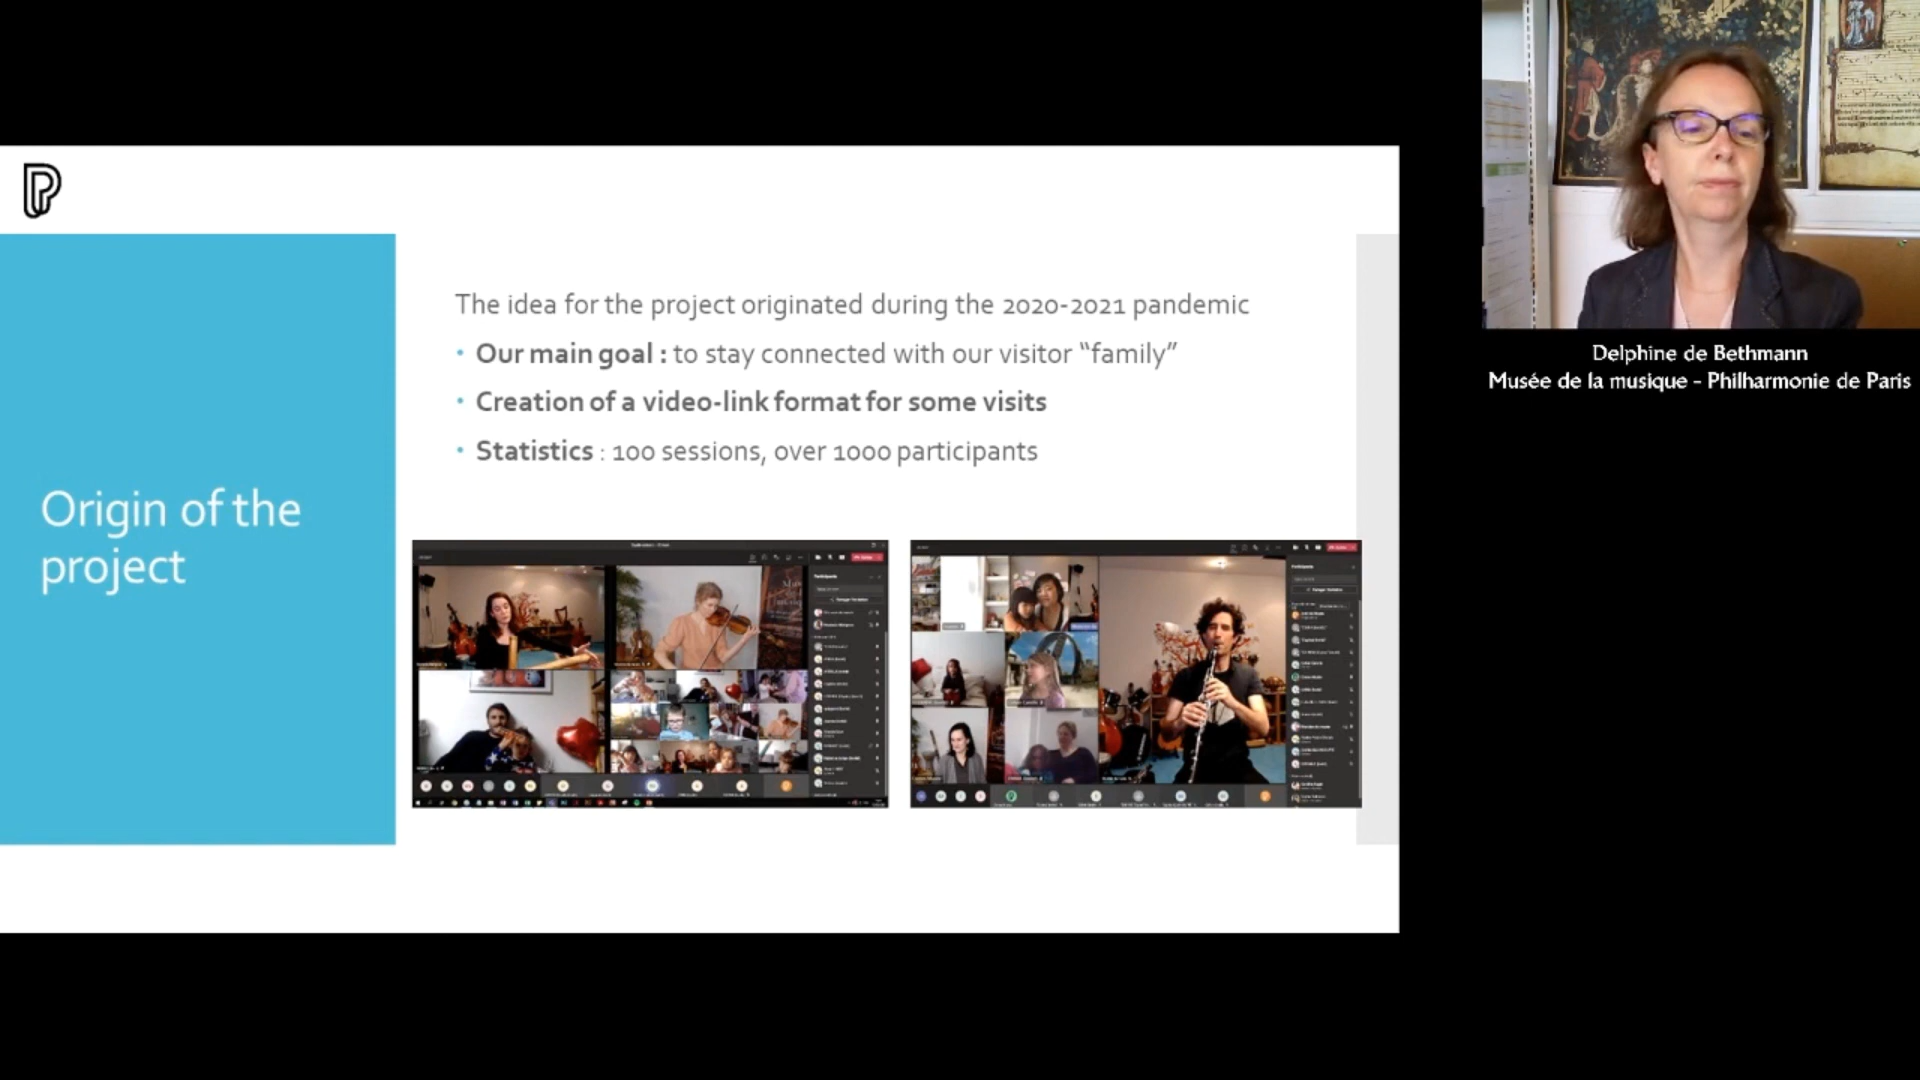 Origin of the
project
The idea for the project originated during the 2020-2021 pandemic
• Our main goal : to stay connected with our visitor “family”
• Creation of a video-link format for some visits
• Statistics : 100 sessions, over 1000 participants
Delphine de Bethmann
Musée de la musique - Philharmonie de Paris